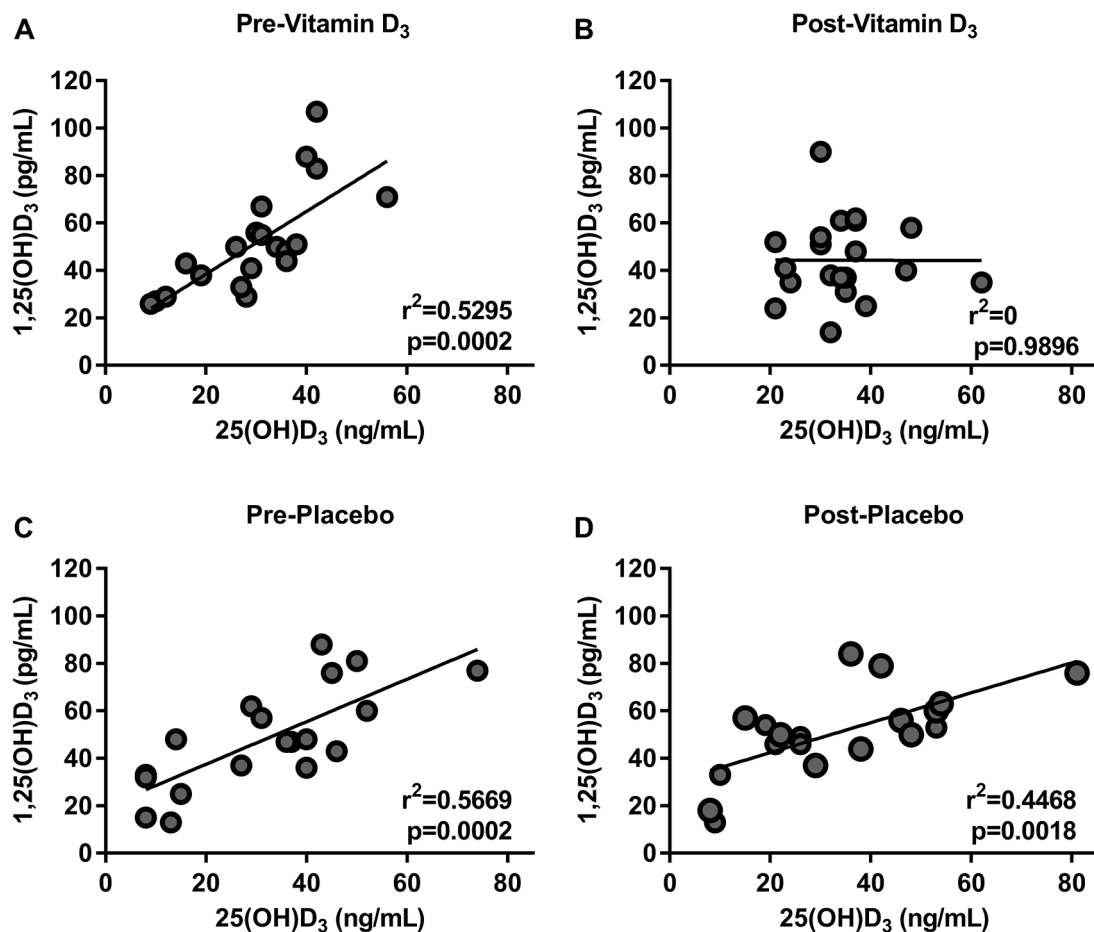 A
Pre-Vitamin D₃
120
100
80
60
40
20
0
1,25(OH)D₃ (pg/mL)
r²=0.5295
p=0.0002
0 20 40 60 80
25(OH)D₃ (ng/mL)
B
Post-Vitamin D₃
120
100
80
60
40
20
0
1,25(OH)D₃ (pg/mL)
r²=0
p=0.9896
0 20 40 60 80
25(OH)D₃ (ng/mL)
C
Pre-Placebo
120
100
80
60
40
20
0
1,25(OH)D₃ (pg/mL)
r²=0.5669
p=0.0002
0 20 40 60 80
25(OH)D₃ (ng/mL)
D
Post-Placebo
120
100
80
60
40
20
0
1,25(OH)D₃ (pg/mL)
r²=0.4468
p=0.0018
0 20 40 60 80
25(OH)D₃ (ng/mL)